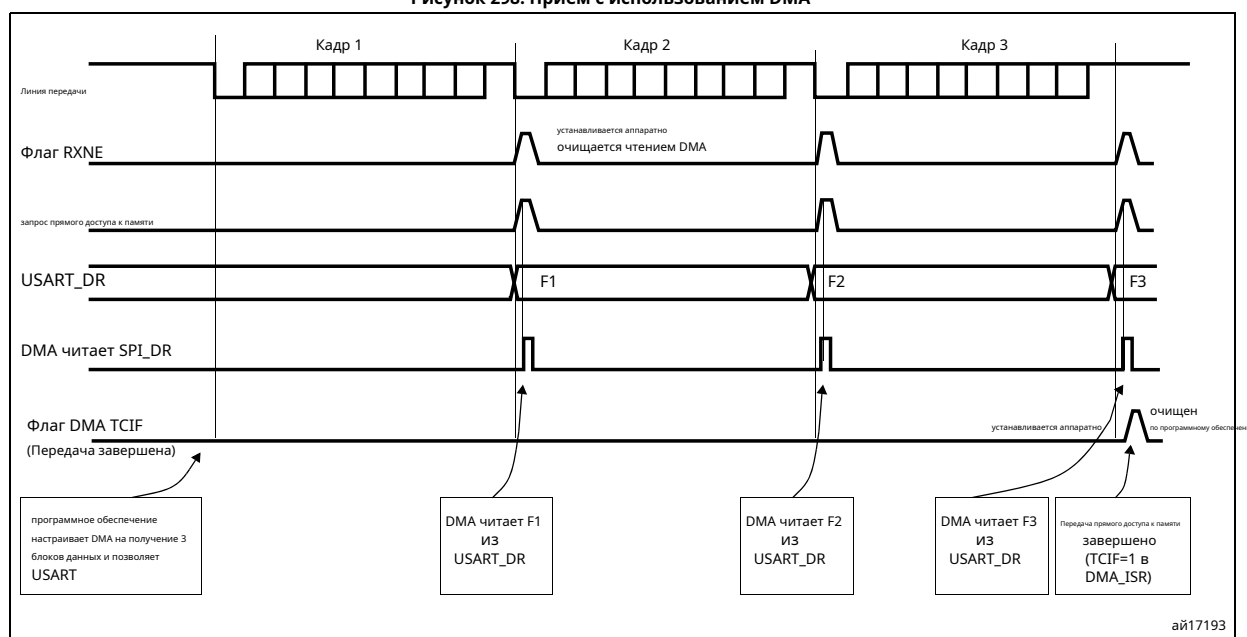 Рисунок 298. Прием с использованием DMA
Кадр 1
Кадр 2
Кадр 3
Линия передачи
устанавливается аппаратно
очищается чтением DMA
Флаг RXNE
запрос прямого доступа к памяти
USART_DR
F1
F2
F3
DMA читает SPI_DR
Флаг DMA TCIF
(Передача завершена)
устанавливается аппаратно
очищен
по программному обеспечен
программное обеспечение
настраивает DMA на получение 3
блоков данных и позволяет
USART
DMA читает F1
из
USART_DR
DMA читает F2
из
USART_DR
DMA читает F3
из
USART_DR
Передача прямого доступа к памяти
завершено
(TCIF=1 в
DMA_ISR)
ай17193